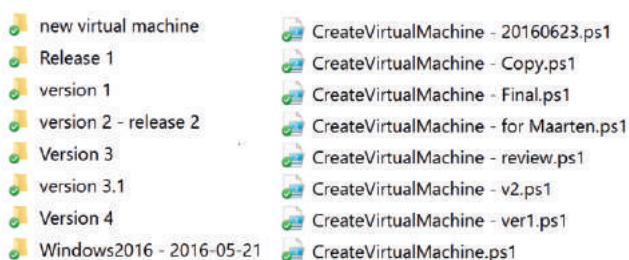 new virtual machine
Release 1
version 1
version 2 - release 2
Version 3
version 3.1
Version 4
Windows2016 - 2016-05-21
CreateVirtualMachine - 20160623.ps1
CreateVirtualMachine - Copy.ps1
CreateVirtualMachine - Final.ps1
CreateVirtualMachine - for Maarten.ps1
CreateVirtualMachine - review.ps1
CreateVirtualMachine - v2.ps1
CreateVirtualMachine - ver1.ps1
CreateVirtualMachine.ps1